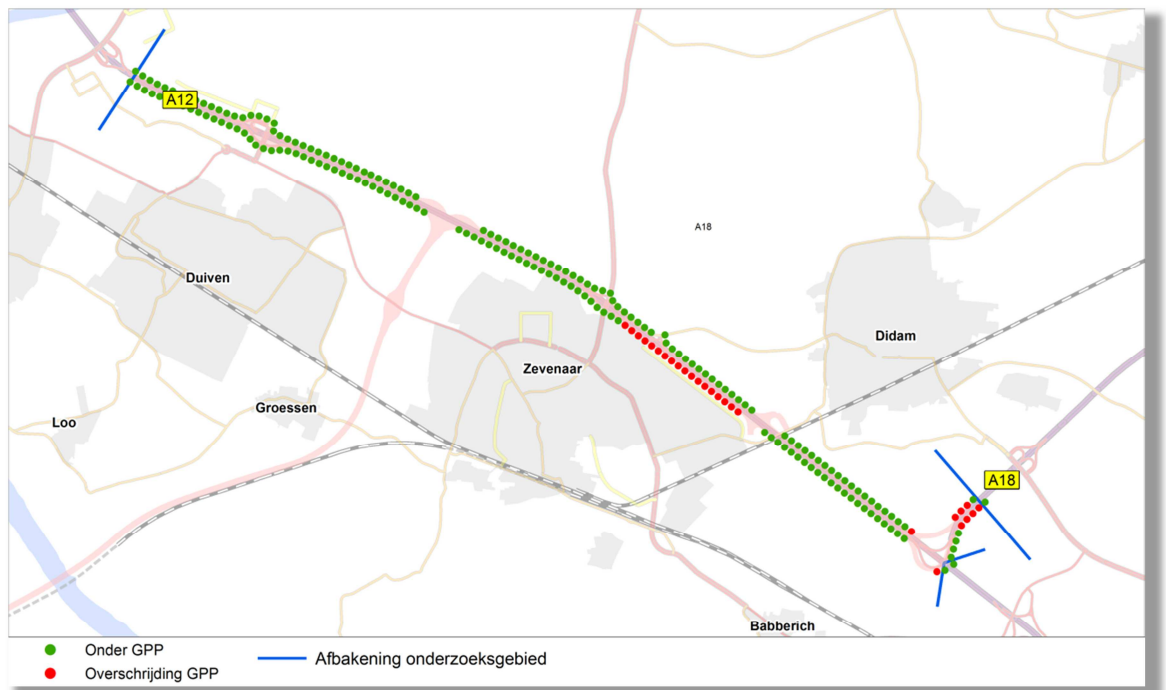 A12
A18
Duiven
Didam
Zevenaar
Groessen
Loo
A18
Babberich
Onder GPP
Afbakening onderzoeksgebied
Overschrijding GPP